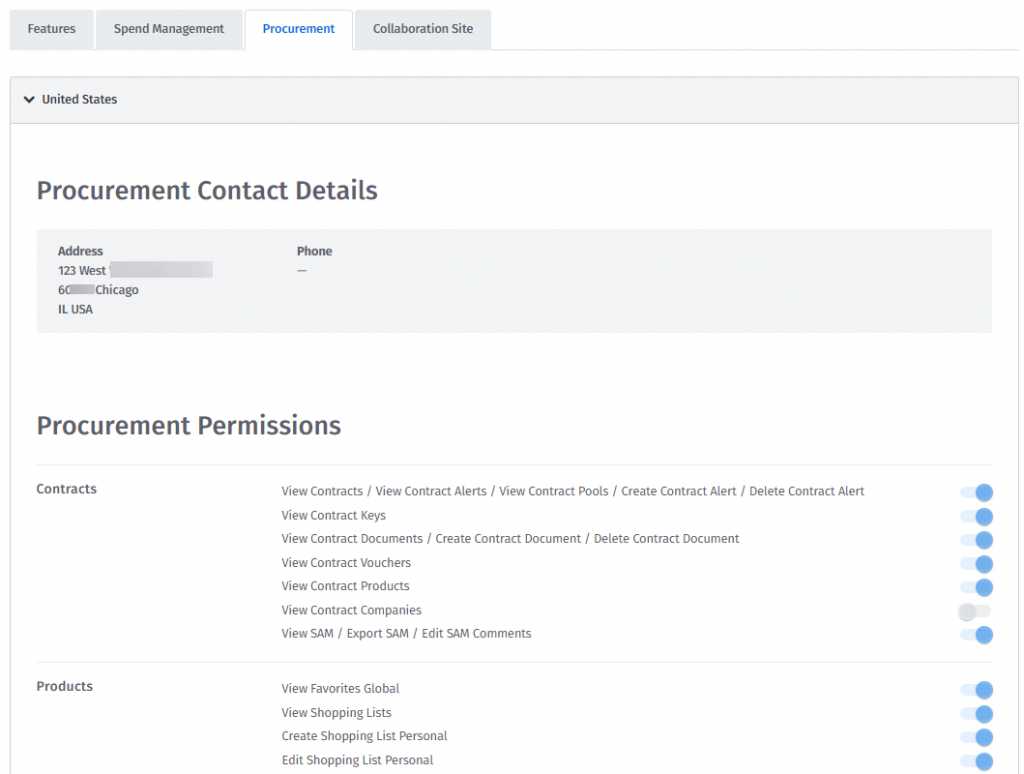 Features
Spend Management
Procurement
Collaboration Site
United States
Procurement Contact Details
Address
Phone
123 West
—
Chicago
IL USA
Procurement Permissions
Contracts
View Contracts / View Contract Alerts / View Contract Pools / Create Contract Alert / Delete Contract Alert
View Contract Keys
View Contract Documents / Create Contract Document / Delete Contract Document
View Contract Vouchers
View Contract Products
View Contract Companies
View SAM / Export SAM / Edit SAM Comments
Products
View Favorites Global
View Shopping Lists
Create Shopping List Personal
Edit Shopping List Personal